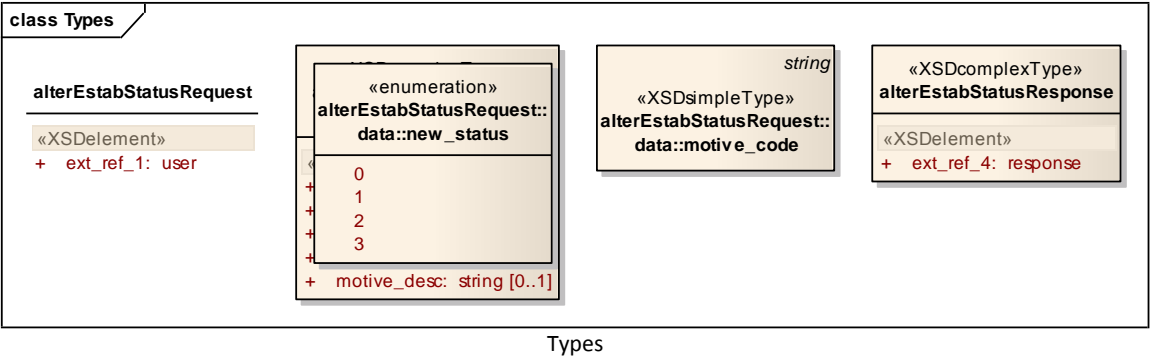 class Types
alterEstabStatusRequest
«XSDelement»
+ ext_ref_1: user
«enumeration»
alterEstabStatusRequest::
data::new_status
0
1
2
3
+
+
+
+
+ motive_desc: string [0..1]
string
«XSDsimpleType»
alterEstabStatusRequest::
data::motive_code
«XSDcomplexType»
alterEstabStatusResponse
«XSDelement»
+ ext_ref_4: response
Types